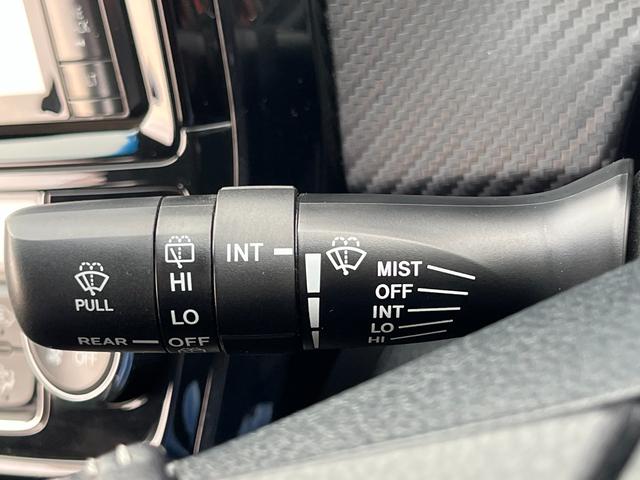 PULL
REAR
HI
LO
OFF
INT
MIST
OFF
INT
LO
HI